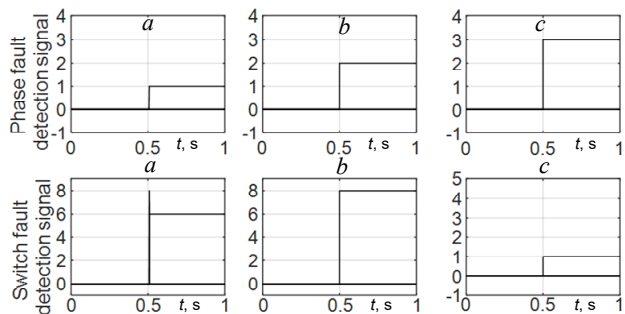 a b c
Phase fault
detection signal
4 4 4
3 3 3
2 2 2
1 1 1
0 0 0
-1 -1 -1
0 0.5 t, s 1 0 0.5 t, s 1 0 0.5 t, s 1
a b c
Switch fault
detection signal
8 8 5
6 6 4
4 4 3
2 2 2
0 0 1
0
-1
0 0.5 t, s 1 0 0.5 t, s 1 0 0.5 t, s 1